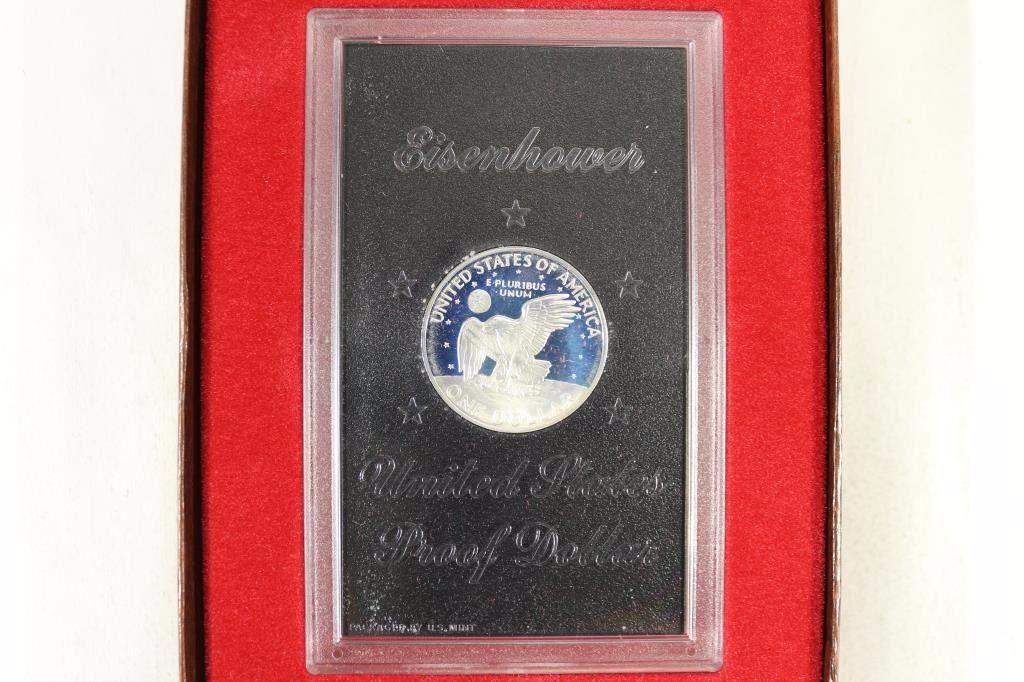 Eisenhower
UNITED STATES OF AMERICA
E·PLURIBUS
·UNUM·
ONE DOLLAR
United States
Proof Dollar
PACKAGED BY U.S. MINT